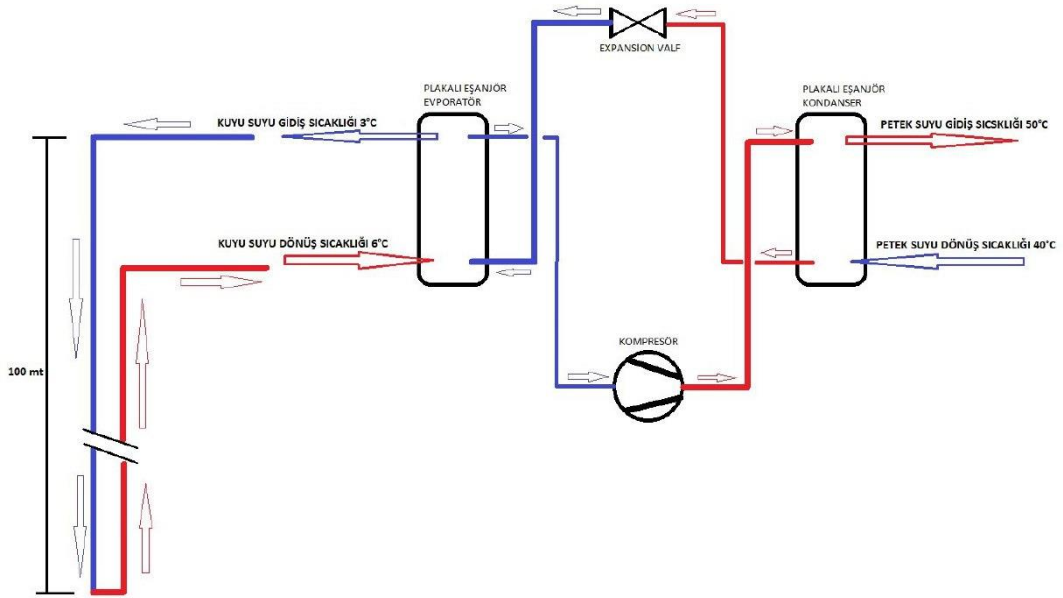 EXPANSION VALF
PLAKALI EŞANJÖR
EVPORATÖR
PLAKALI EŞANJÖR
KONDANSER
KUYU SUYU GİDİŞ SICAKLIĞI 3°C
PETEK SUYU GİDİŞ SICSKLIĞI 50°C
KUYU SUYU DÖNÜŞ SICAKLIĞI 6°C
PETEK SUYU DÖNÜŞ SICAKLIĞI 40°C
KOMPRESÖR
100 mt